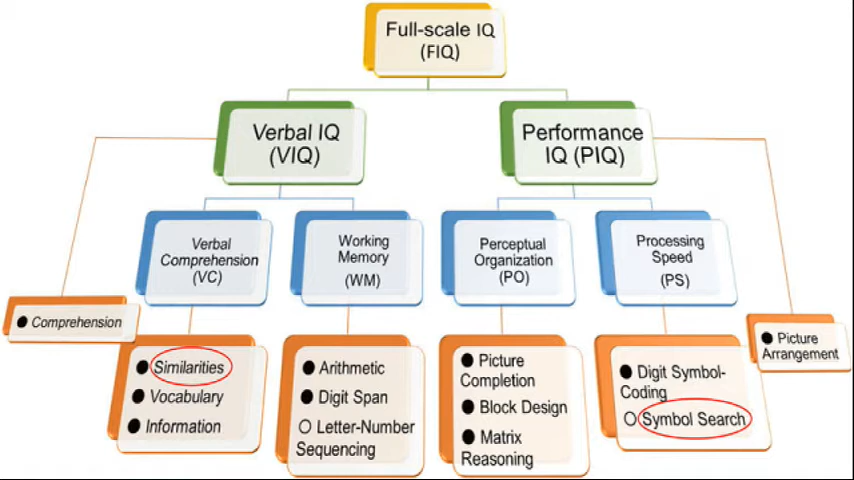 Full-scale IQ
(FIQ)
Verbal IQ
(VIQ)
Performance
IQ (PIQ)
Verbal
Comprehension
(VC)
Working
Memory
(WM)
Perceptual
Organization
(PO)
Processing
Speed
(PS)
Comprehension
Picture
Arrangement
Similarities
Vocabulary
Information
Arithmetic
Digit Span
Letter-Number
Sequencing
Picture
Completion
Block Design
Matrix
Reasoning
Digit Symbol-
Coding
Symbol Search